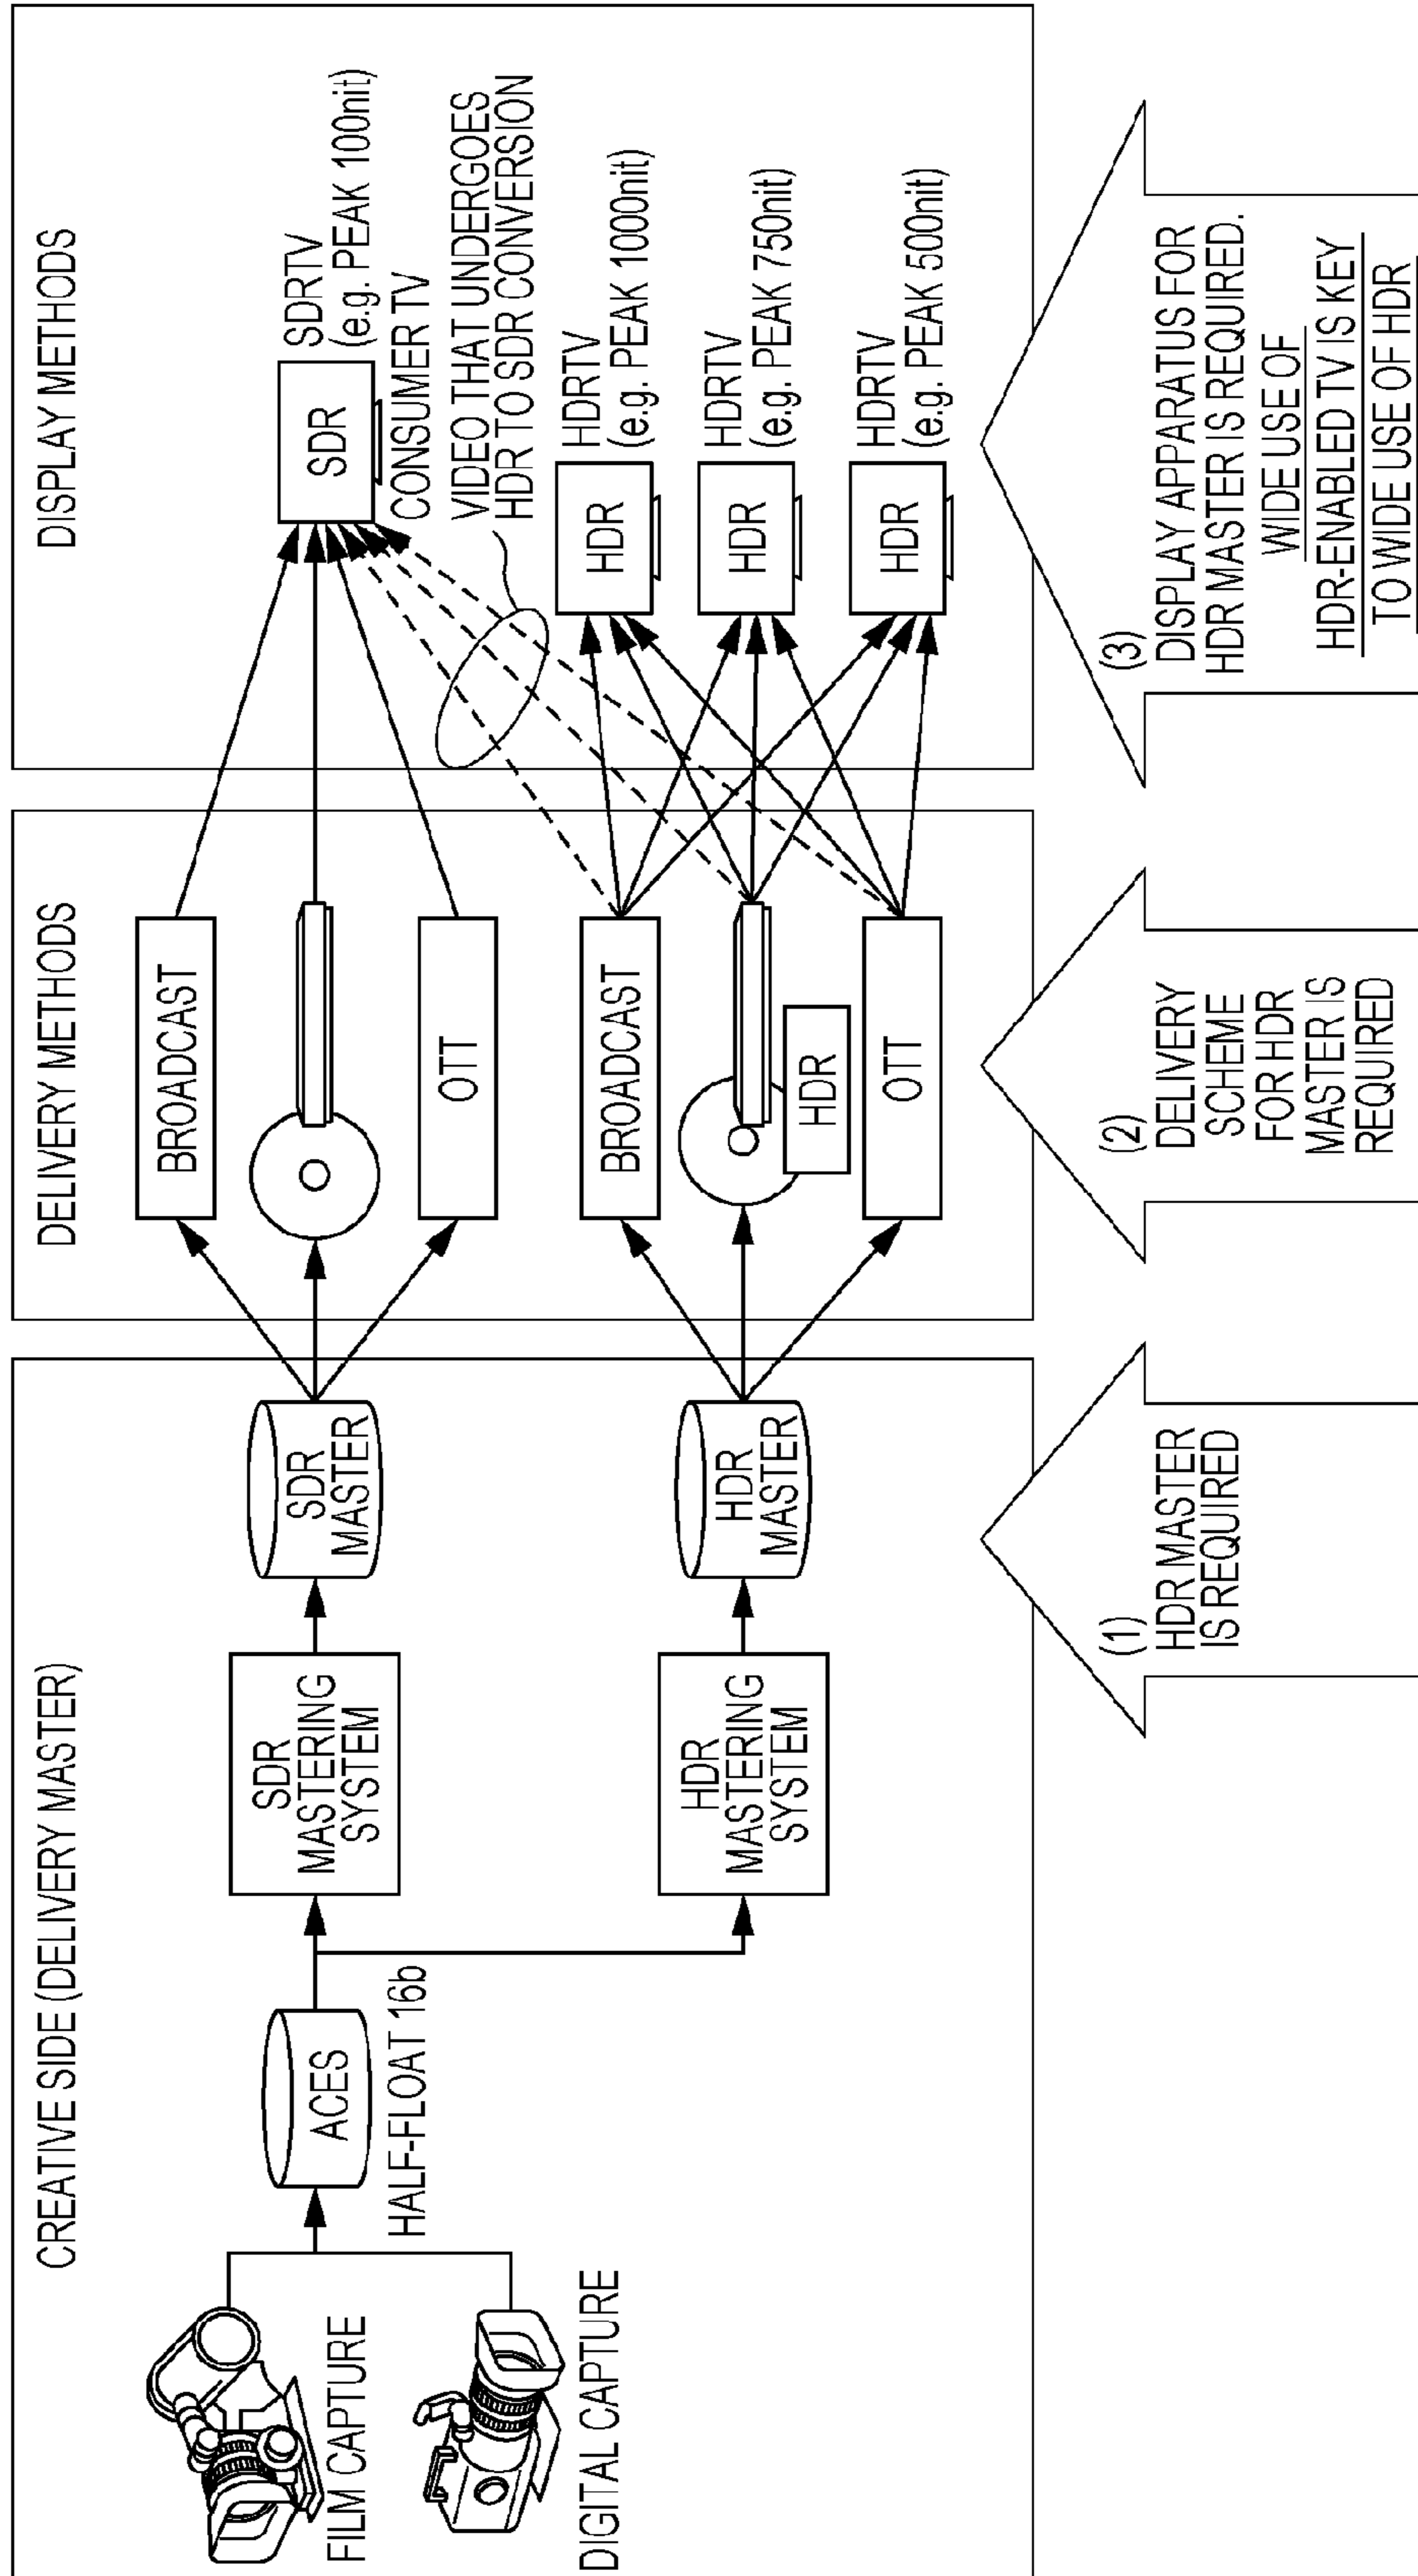 CREATIVE SIDE (DELIVERY MASTER)
FILM CAPTURE
DIGITAL CAPTURE
ACES
HALF-FLOAT 16b
SDR
MASTERING
SYSTEM
SDR
MASTER
HDR
MASTERING
SYSTEM
HDR
MASTER
DELIVERY METHODS
BROADCAST
OTT
BROADCAST
HDR
OTT
DISPLAY METHODS
SDR
SDRTV
(e.g. PEAK 100nit)
CONSUMER TV
VIDEO THAT UNDERGOES
HDR TO SDR CONVERSION
HDR
HDRTV
(e.g. PEAK 1000nit)
HDR
HDRTV
(e.g. PEAK 750nit)
HDR
HDRTV
(e.g. PEAK 500nit)
(1)
HDR MASTER
IS REQUIRED
(2)
DELIVERY
SCHEME
FOR HDR
MASTER IS
REQUIRED
(3)
DISPLAY APPARATUS FOR
HDR MASTER IS REQUIRED.
WIDE USE OF
HDR-ENABLED TV IS KEY
TO WIDE USE OF HDR